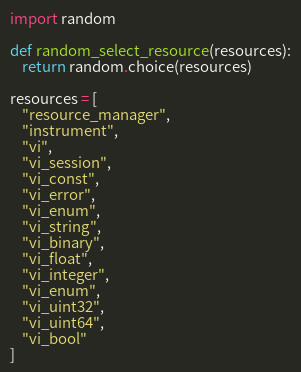 import random

def random_select_resource(resources):
    return random.choice(resources)

resources = [
    "resource_manager",
    "instrument",
    "vi",
    "vi_session",
    "vi_const",
    "vi_error",
    "vi_enum",
    "vi_string",
    "vi_binary",
    "vi_float",
    "vi_integer",
    "vi_enum",
    "vi_uint32",
    "vi_uint64",
    "vi_bool"
]